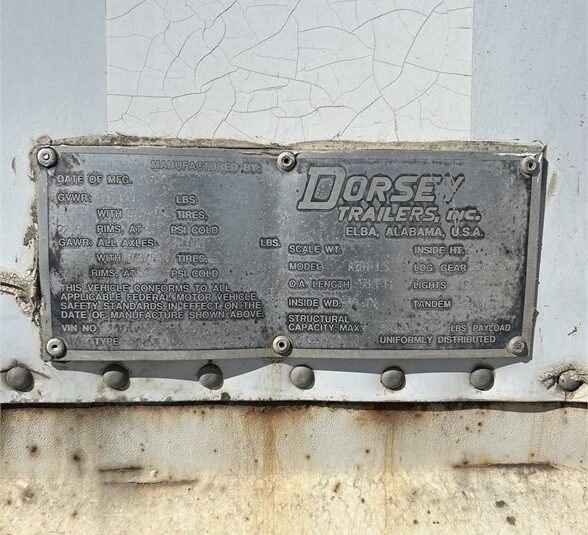 MANUFACTURED BY:
DATE OF MFG.
GVWR: LBS.
WITH TIRES,
RIMS, AT PSI COLD
GAWR: ALL AXLES: LBS.
WITH TIRES
RIMS, AT PSI COLD
THIS VEHICLE CONFORMS TO ALL
APPLICABLE FEDERAL MOTOR VEHICLE
SAFETY STANDARDS IN EFFECT ON THE
DATE OF MANUFACTURE SHOWN ABOVE.
VIN NO.
TYPE
DORSEY
TRAILERS, INC.
ELBA, ALABAMA, U.S.A.
SCALE WT. INSIDE HT.
MODEL LDG. GEAR
O.A. LENGTH LIGHTS
INSIDE WD. TANDEM
STRUCTURAL
CAPACITY: MAX. LBS. PAYLOAD
UNIFORMLY DISTRIBUTED